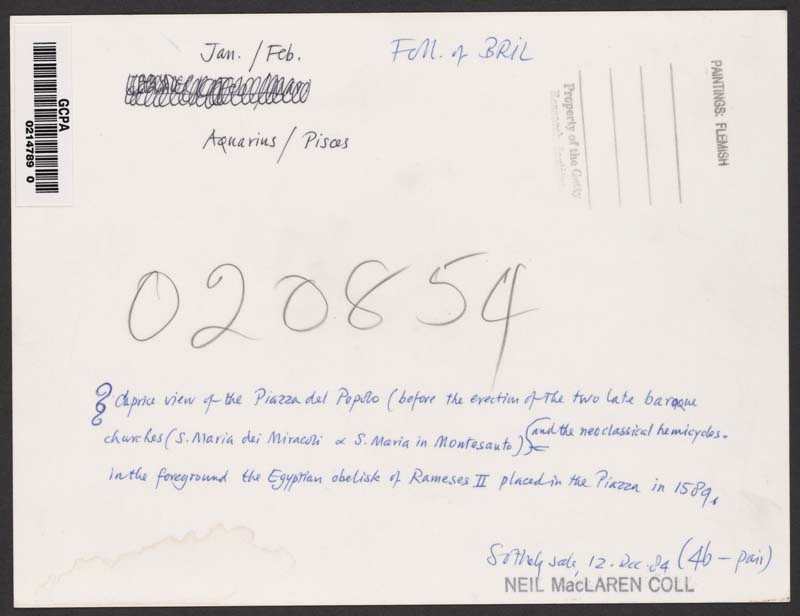 Jan. / Feb.
Foll. of BRIL
Aquarius / Pisces
GCPA
0214789 0
Property of the Getty
Research
PAINTINGS: FLEMISH
020854
? Caprice view of the Piazza del Popolo (before the erection of the two late baroque
churches (S. Maria dei Miracoli & S. Maria in Montesanto) (and the neoclassical hemicycles.
in the foreground the Egyptian obelisk of Rameses II placed in the Piazza in 1589.
Sothely sale, 12. Dec. 84 (46 - pair)
NEIL MacLAREN COLL